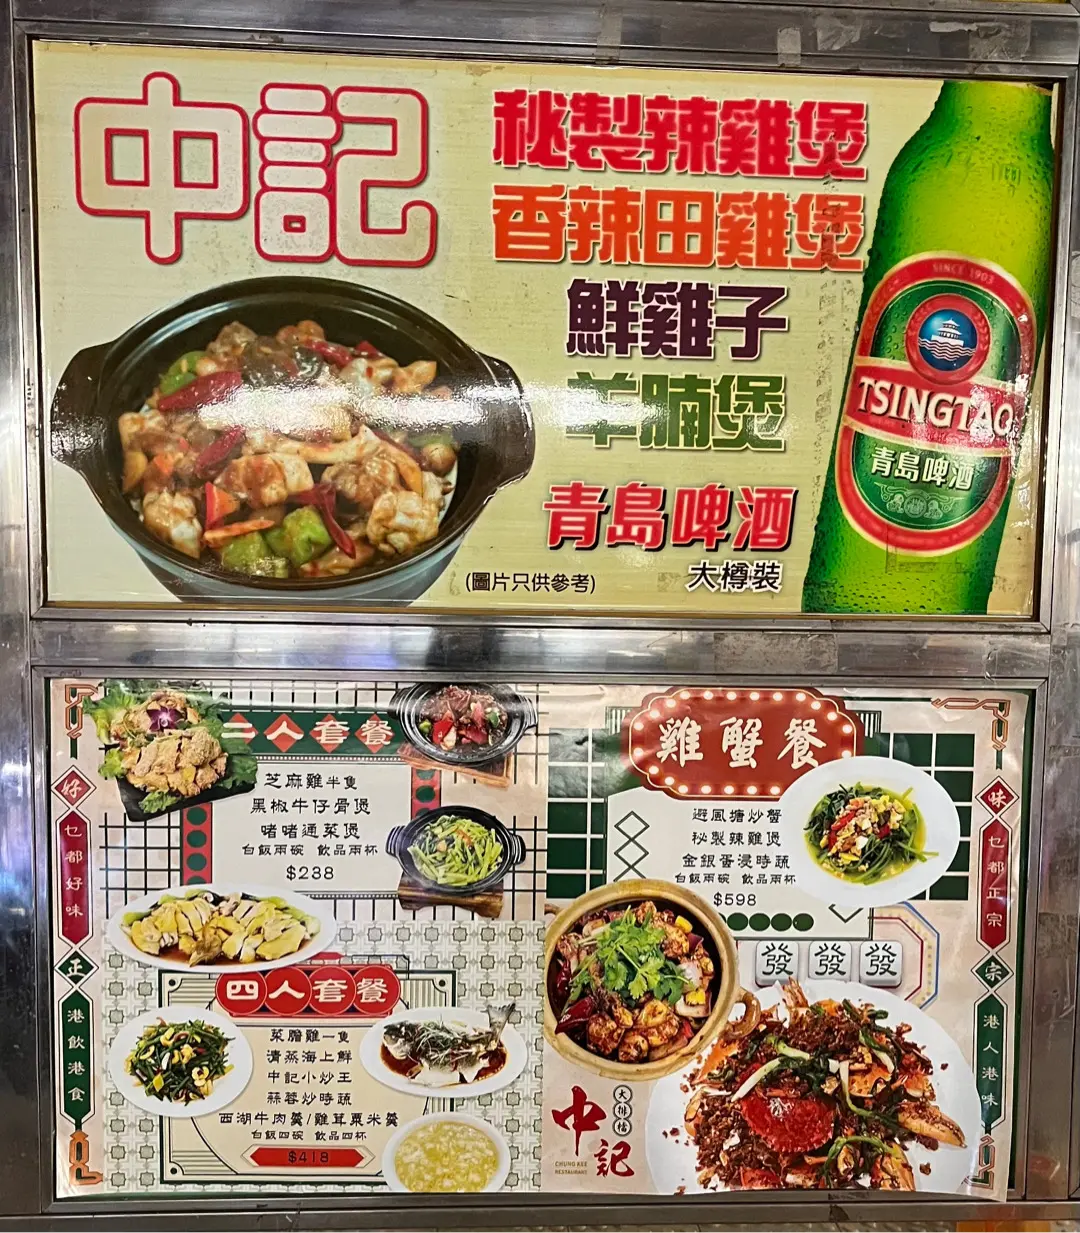 中記
秘製辣雞煲
香辣田雞煲
鮮雞子
羊腩煲
青島啤酒
大樽裝
(圖片只供參考)
SINCE 1903
TSINGTAO
青島啤酒
二人套餐
芝麻雞半隻
黑椒牛仔骨煲
啫啫通菜煲
白飯兩碗 飲品兩杯
$238
四人套餐
菜膽雞一隻
清蒸海上鮮
中記小炒王
蒜蓉炒時蔬
西湖牛肉羹/雞茸粟米羹
白飯四碗 飲品四杯
$418
好
乜都好味
正
港飲港食
雞蟹餐
避風塘炒蟹
秘製辣雞煲
金銀蛋浸時蔬
白飯兩碗 飲品兩杯
$598
發發發
味
乜都正宗
宗
港人港味
中記
大排檔
CHUNG KEE
RESTAURANT